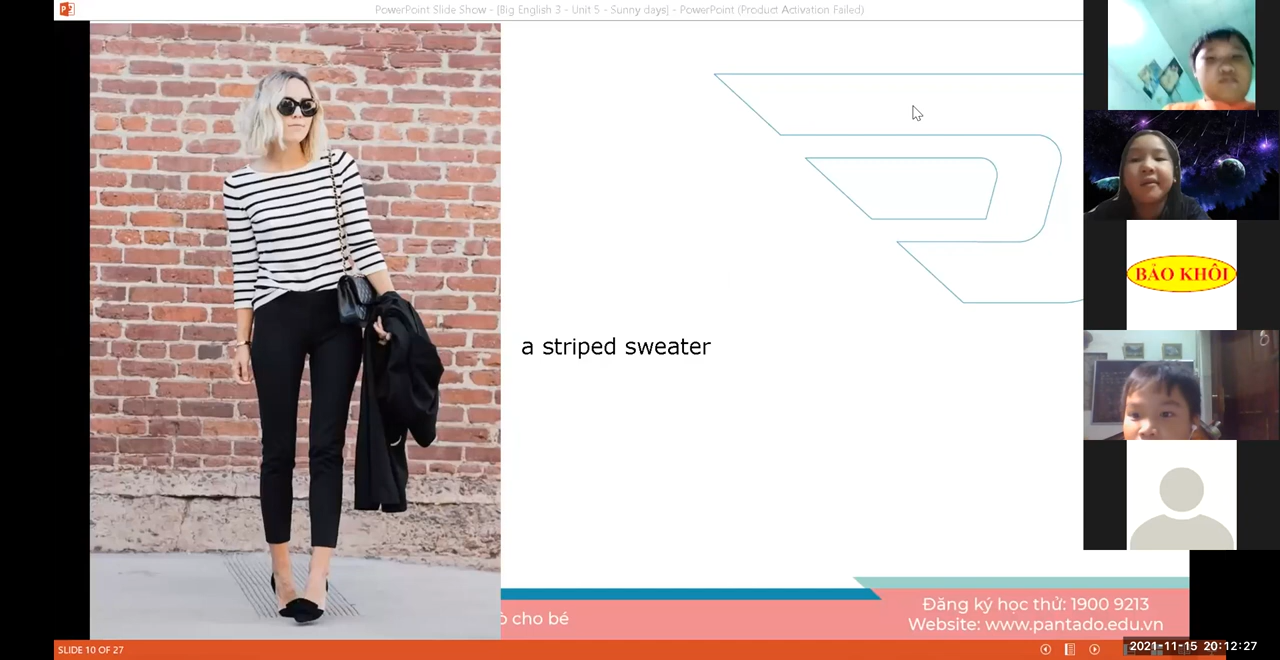 PowerPoint Slide Show - [Big English 3 - Unit 5 - Sunny days] - PowerPoint (Product Activation Failed)
BẢO KHÔI
a striped sweater
cho bé
Đăng ký học thử: 1900 9213
Website: www.pantado.edu.vn
SLIDE 10 OF 27
2021-11-15 20:12:27